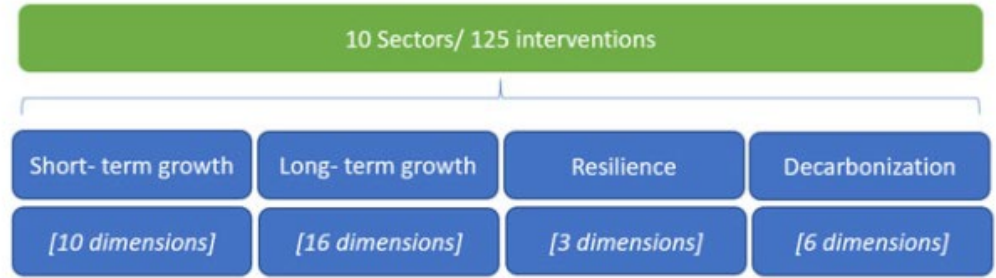 10 Sectors/ 125 interventions
Short- term growth
Long- term growth
Resilience
Decarbonization
[10 dimensions]
[16 dimensions]
[3 dimensions]
[6 dimensions]